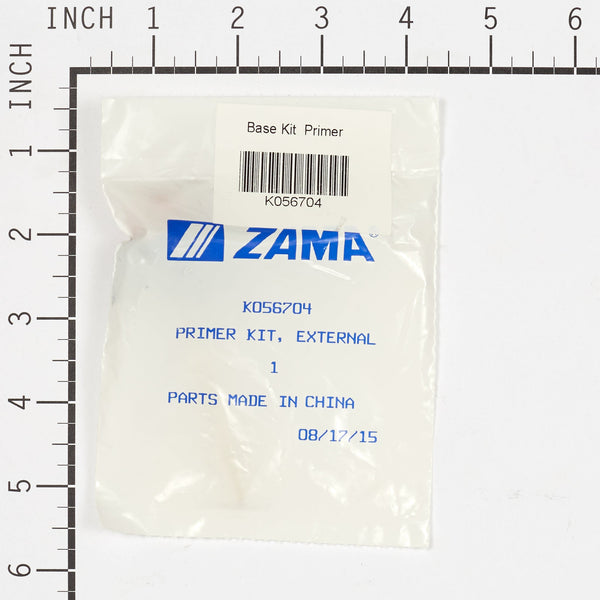 INCH 1 2 3 4 5 6
INCH
1
2
3
4
5
6
Base Kit Primer
K056704
ZAMA®
K056704
PRIMER KIT, EXTERNAL
1
PARTS MADE IN CHINA
08/17/15